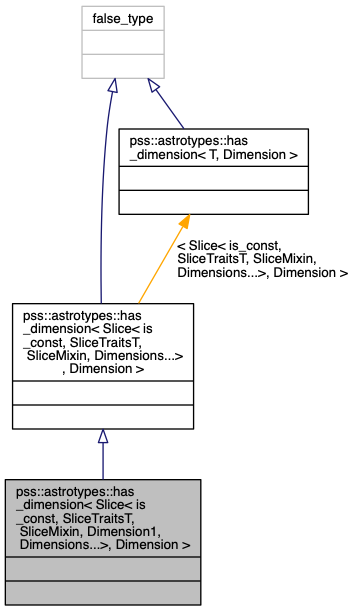 false_type
pss::astrotypes::has
_dimension< T, Dimension >
< Slice< is_const,
SliceTraitsT, SliceMixin,
Dimensions...>, Dimension >
pss::astrotypes::has
_dimension< Slice< is
_const, SliceTraitsT,
SliceMixin, Dimensions...>
, Dimension >
pss::astrotypes::has
_dimension< Slice< is
_const, SliceTraitsT,
SliceMixin, Dimension1,
Dimensions...>, Dimension >